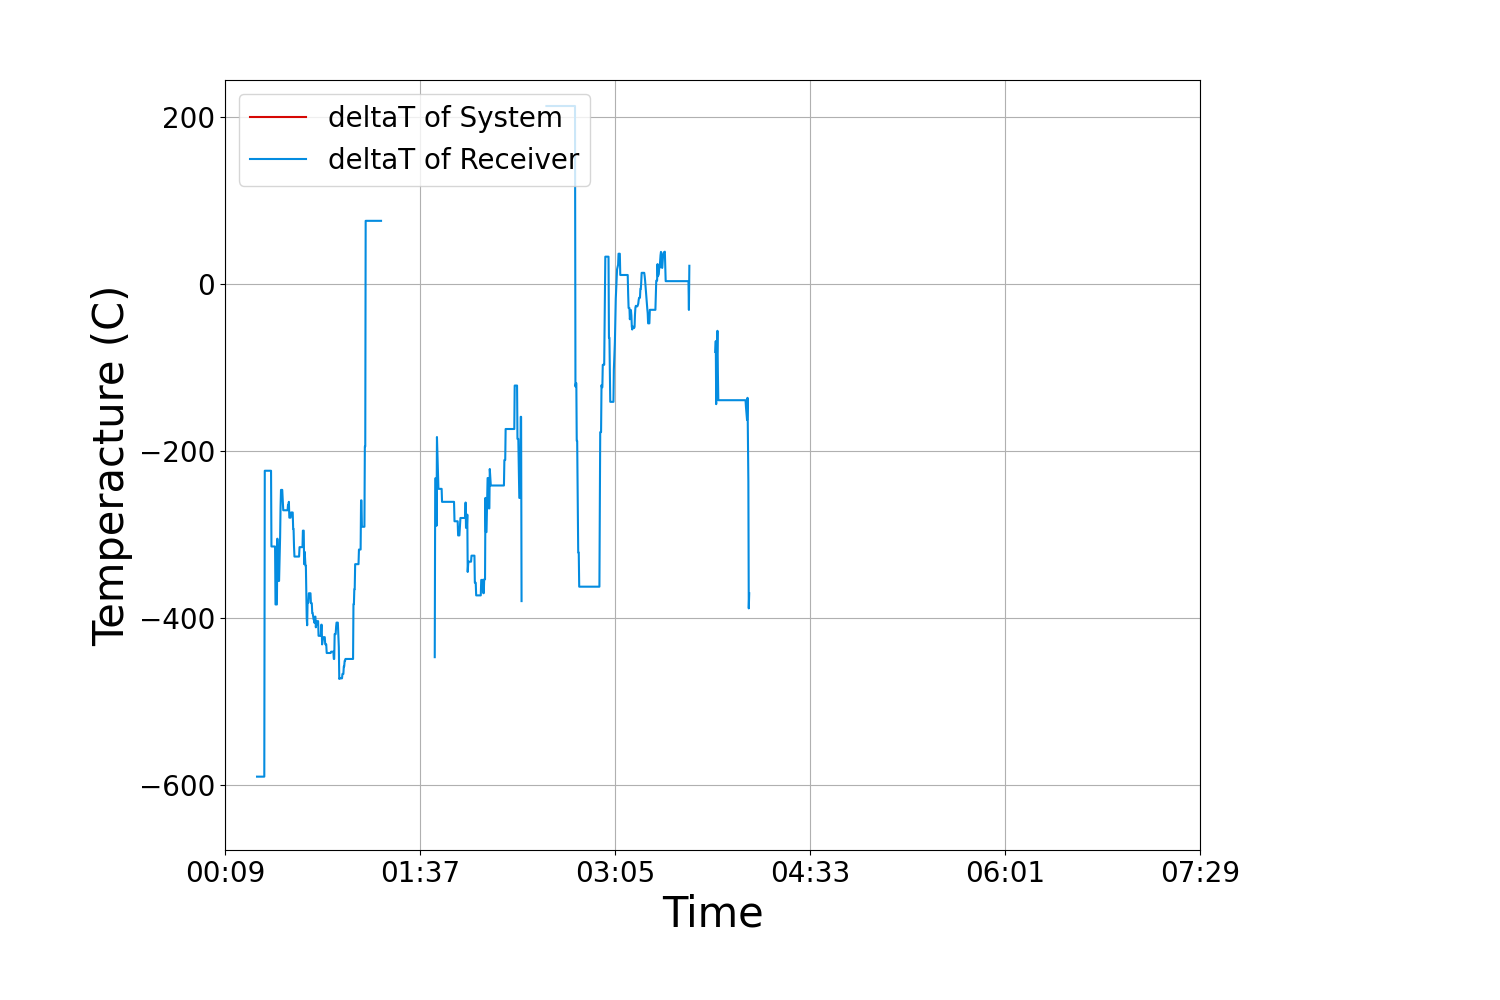 deltaT of System
deltaT of Receiver
200
0
−200
−400
−600
Temperacture (C)
00:09 01:37 03:05 04:33 06:01 07:29
Time